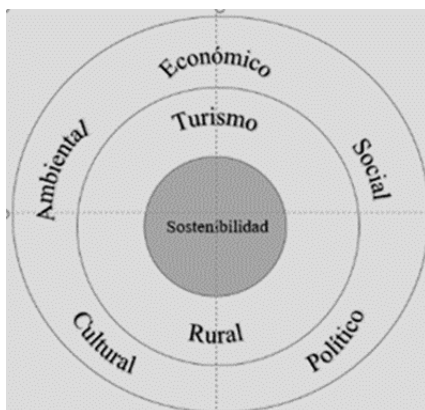 Económico
Turismo
Ambiental
Social
Sostenibilidad
Rural
Cultural
Político